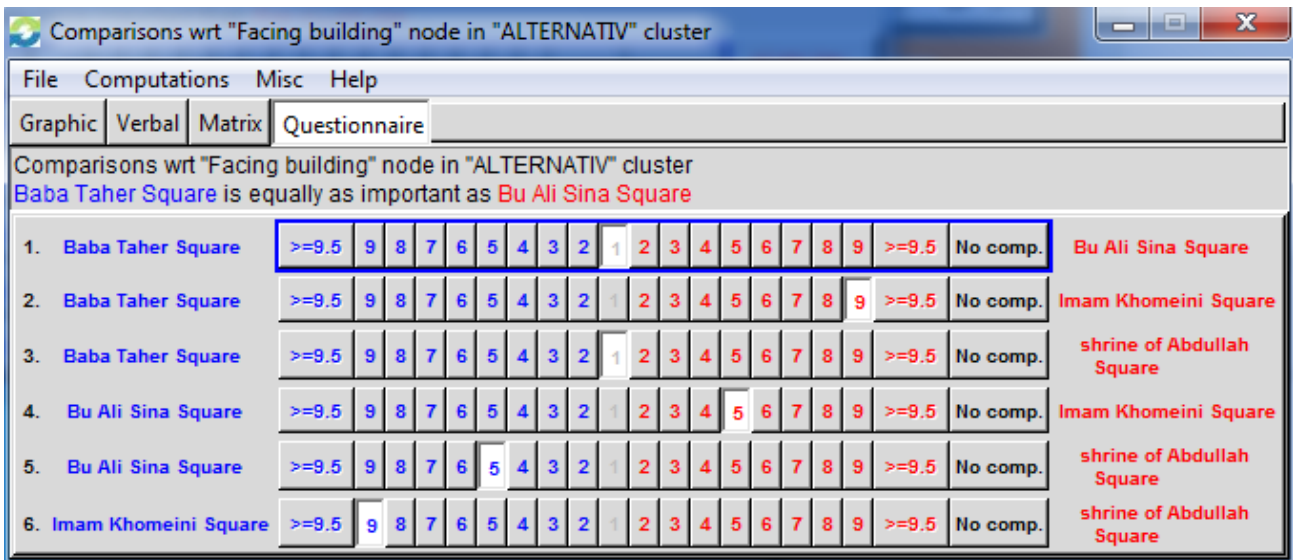 Comparisons wrt "Facing building" node in "ALTERNATIV" cluster
File Computations Misc Help
Graphic Verbal Matrix Questionnaire
Comparisons wrt "Facing building" node in "ALTERNATIV" cluster
Baba Taher Square is equally as important as Bu Ali Sina Square
1. Baba Taher Square >=9.5 9 8 7 6 5 4 3 2 1 2 3 4 5 6 7 8 9 >=9.5 No comp. Bu Ali Sina Square
2. Baba Taher Square >=9.5 9 8 7 6 5 4 3 2 1 2 3 4 5 6 7 8 9 >=9.5 No comp. Imam Khomeini Square
3. Baba Taher Square >=9.5 9 8 7 6 5 4 3 2 1 2 3 4 5 6 7 8 9 >=9.5 No comp. shrine of Abdullah
Square
4. Bu Ali Sina Square >=9.5 9 8 7 6 5 4 3 2 1 2 3 4 5 6 7 8 9 >=9.5 No comp. Imam Khomeini Square
5. Bu Ali Sina Square >=9.5 9 8 7 6 5 4 3 2 1 2 3 4 5 6 7 8 9 >=9.5 No comp. shrine of Abdullah
Square
6. Imam Khomeini Square >=9.5 9 8 7 6 5 4 3 2 1 2 3 4 5 6 7 8 9 >=9.5 No comp. shrine of Abdullah
Square